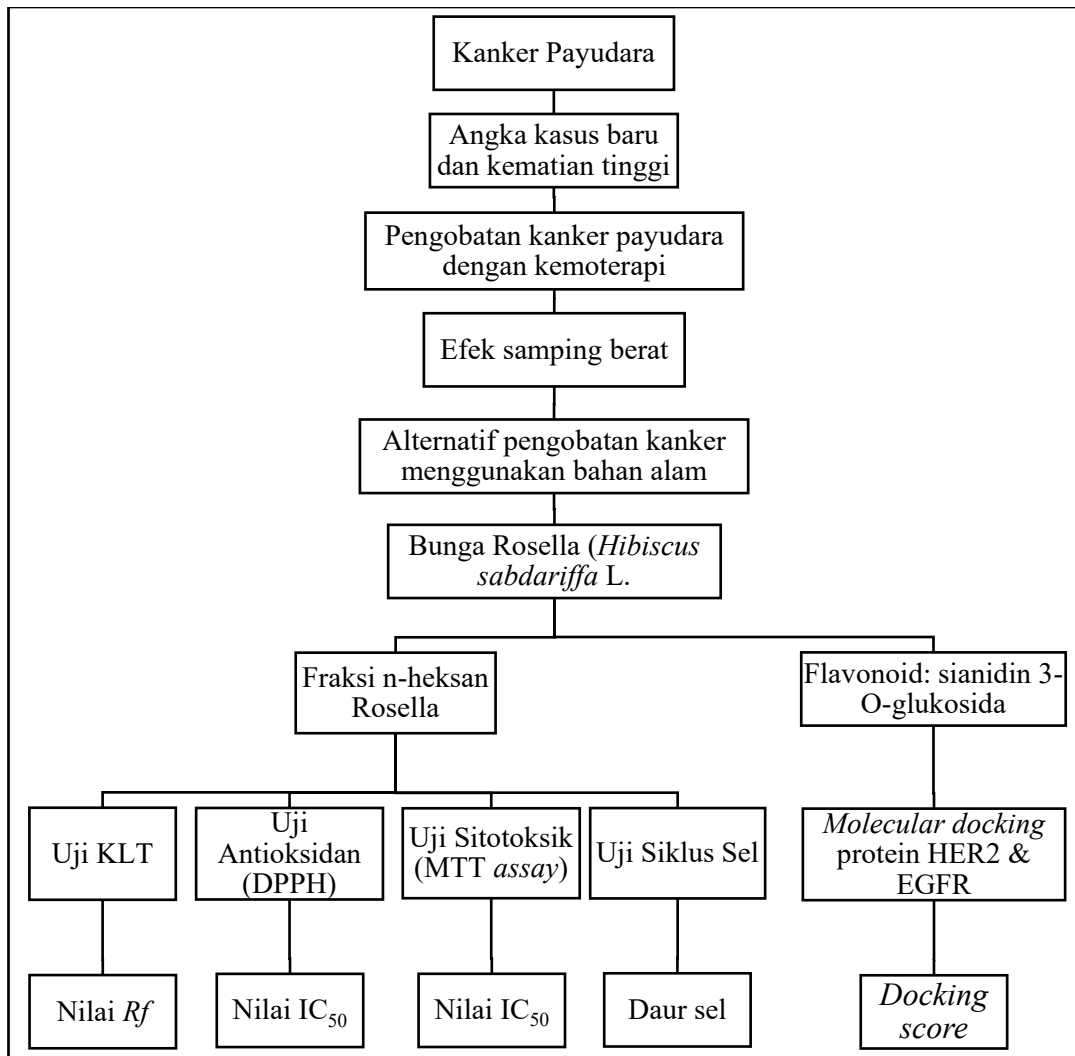 Kanker Payudara
Angka kasus baru
dan kematian tinggi
Pengobatan kanker payudara
dengan kemoterapi
Efek samping berat
Alternatif pengobatan kanker
menggunakan bahan alam
Bunga Rosella (Hibiscus
sabdariffa L.
Fraksi n-heksan
Rosella
Flavonoid: sianidin 3-
O-glukosida
Uji KLT
Uji
Antioksidan
(DPPH)
Uji Sitotoksik
(MTT assay)
Uji Siklus Sel
Molecular docking
protein HER2 &
EGFR
Nilai Rf
Nilai IC50
Nilai IC50
Daur sel
Docking
score